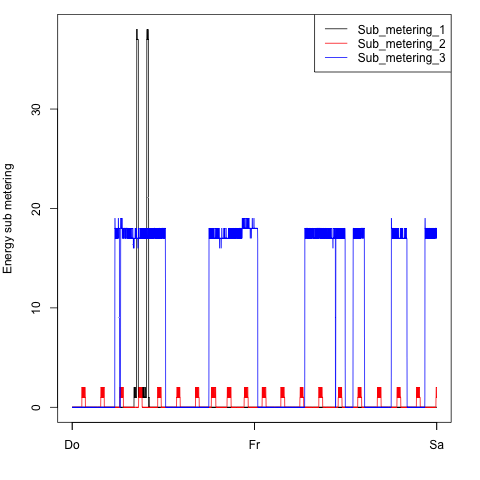 Sub_metering_1
Sub_metering_2
Sub_metering_3
Energy sub metering
30
20
10
0
Do Fr Sa